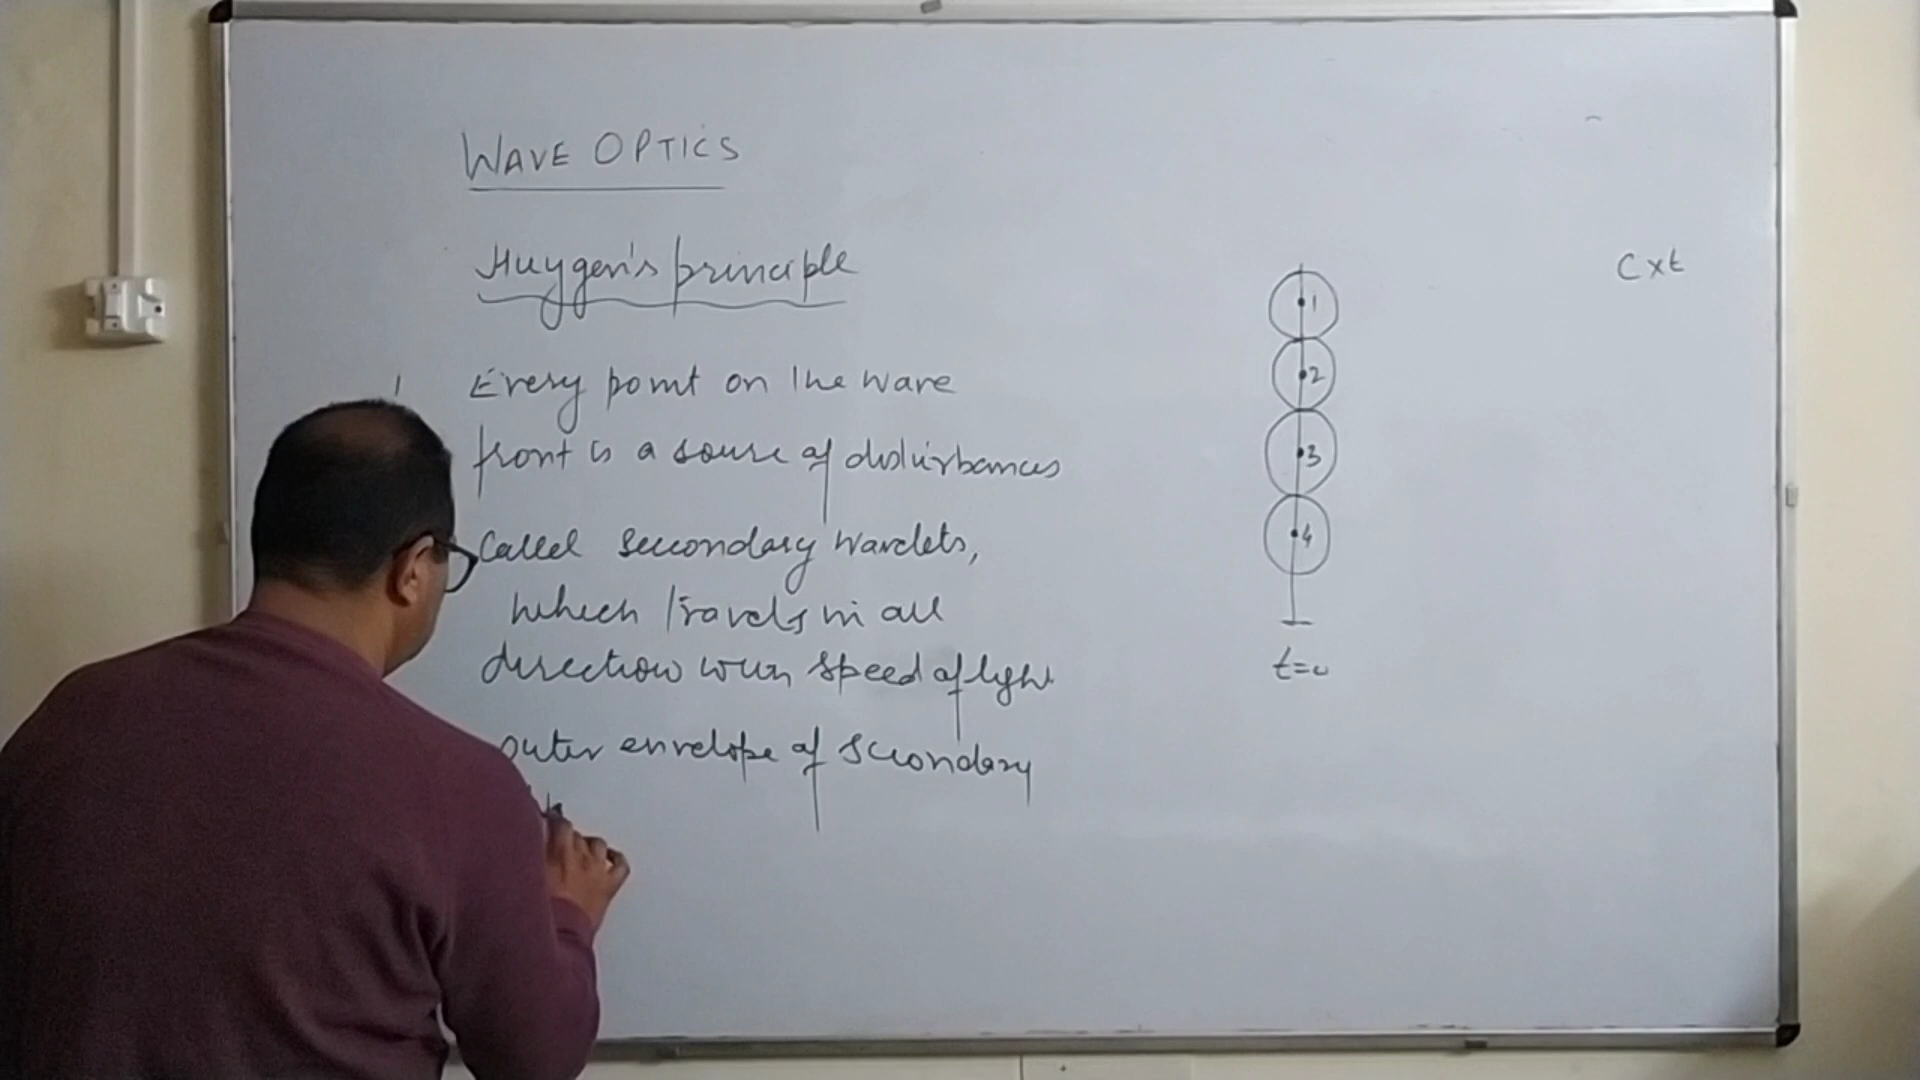 WAVE OPTICS
Huygen's principle
1 Every point on the wave
front is a sourse of disturbances
Called secondary wavelets,
which travels in all
direction with speed of light
outer envelope of secondary
C x t
1
2
3
4
t=0